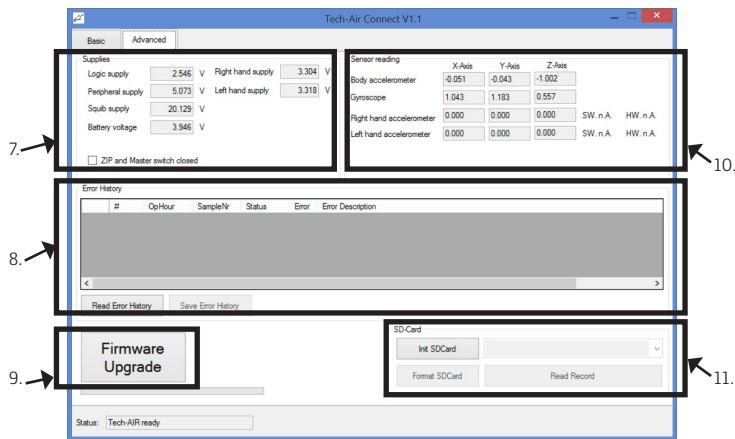 Tech-Air Connect V1.1
Basic Advanced
Supplies
Logic supply 2.546 V Right hand supply 3.304 V
Peripheral supply 5.073 V Left hand supply 3.318 V
Squib supply 20.129 V
Battery voltage 3.946 V
ZIP and Master switch closed
7.
Sensor reading
X-Axis Y-Axis Z-Axis
Body accelerometer -0.051 -0.043 -1.002
Gyroscope 1.043 1.183 0.557
Right hand accelerometer 0.000 0.000 0.000 SW. n.A. HW. n.A.
Left hand accelerometer 0.000 0.000 0.000 SW. n.A. HW. n.A.
10.
Error History
# OpHour SampleNr Status Error Error Description
8.
Read Error History Save Error History
Firmware
Upgrade
9.
SD-Card
Init SDCard
Format SDCard Read Record
11.
Status: Tech-AIR ready